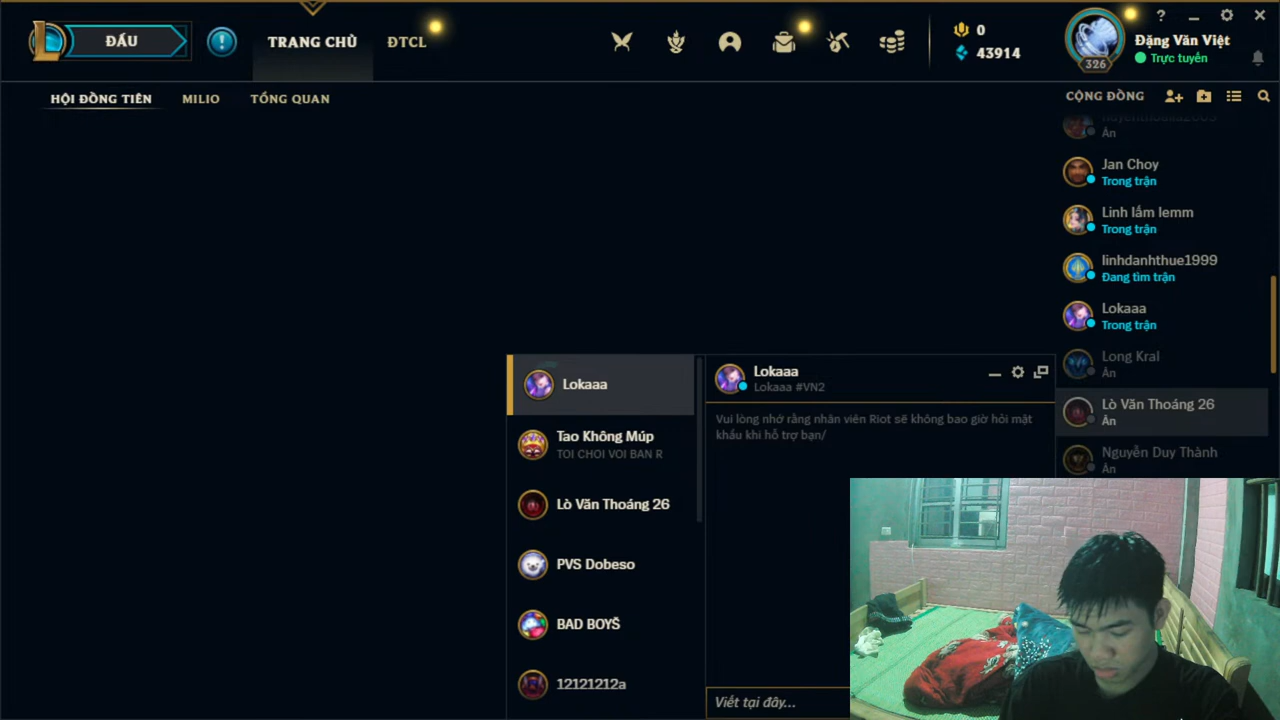 ĐẤU
TRANG CHỦ
ĐTCL
0
43914
?
326
Đặng Văn Việt
Trực tuyến
HỘI ĐỒNG TIÊN
MILIO
TỔNG QUAN
CỘNG ĐỒNG
Ẩn
Jan Choy
Trong trận
Linh lắm lemm
Trong trận
linhdanhthue1999
Đang tìm trận
Lokaaa
Trong trận
Long Kral
Ẩn
Lò Văn Thoáng 26
Ẩn
Nguyễn Duy Thành
Ẩn
Lokaaa
Tao Không Múp
TOI CHOI VOI BAN R
Lò Văn Thoáng 26
PVS Dobeso
BAD BOYŠ
12121212a
Lokaaa
Lokaaa #VN2
Vui lòng nhớ rằng nhân viên Riot sẽ không bao giờ hỏi mật
khẩu khi hỗ trợ bạn/
Viết tại đây...